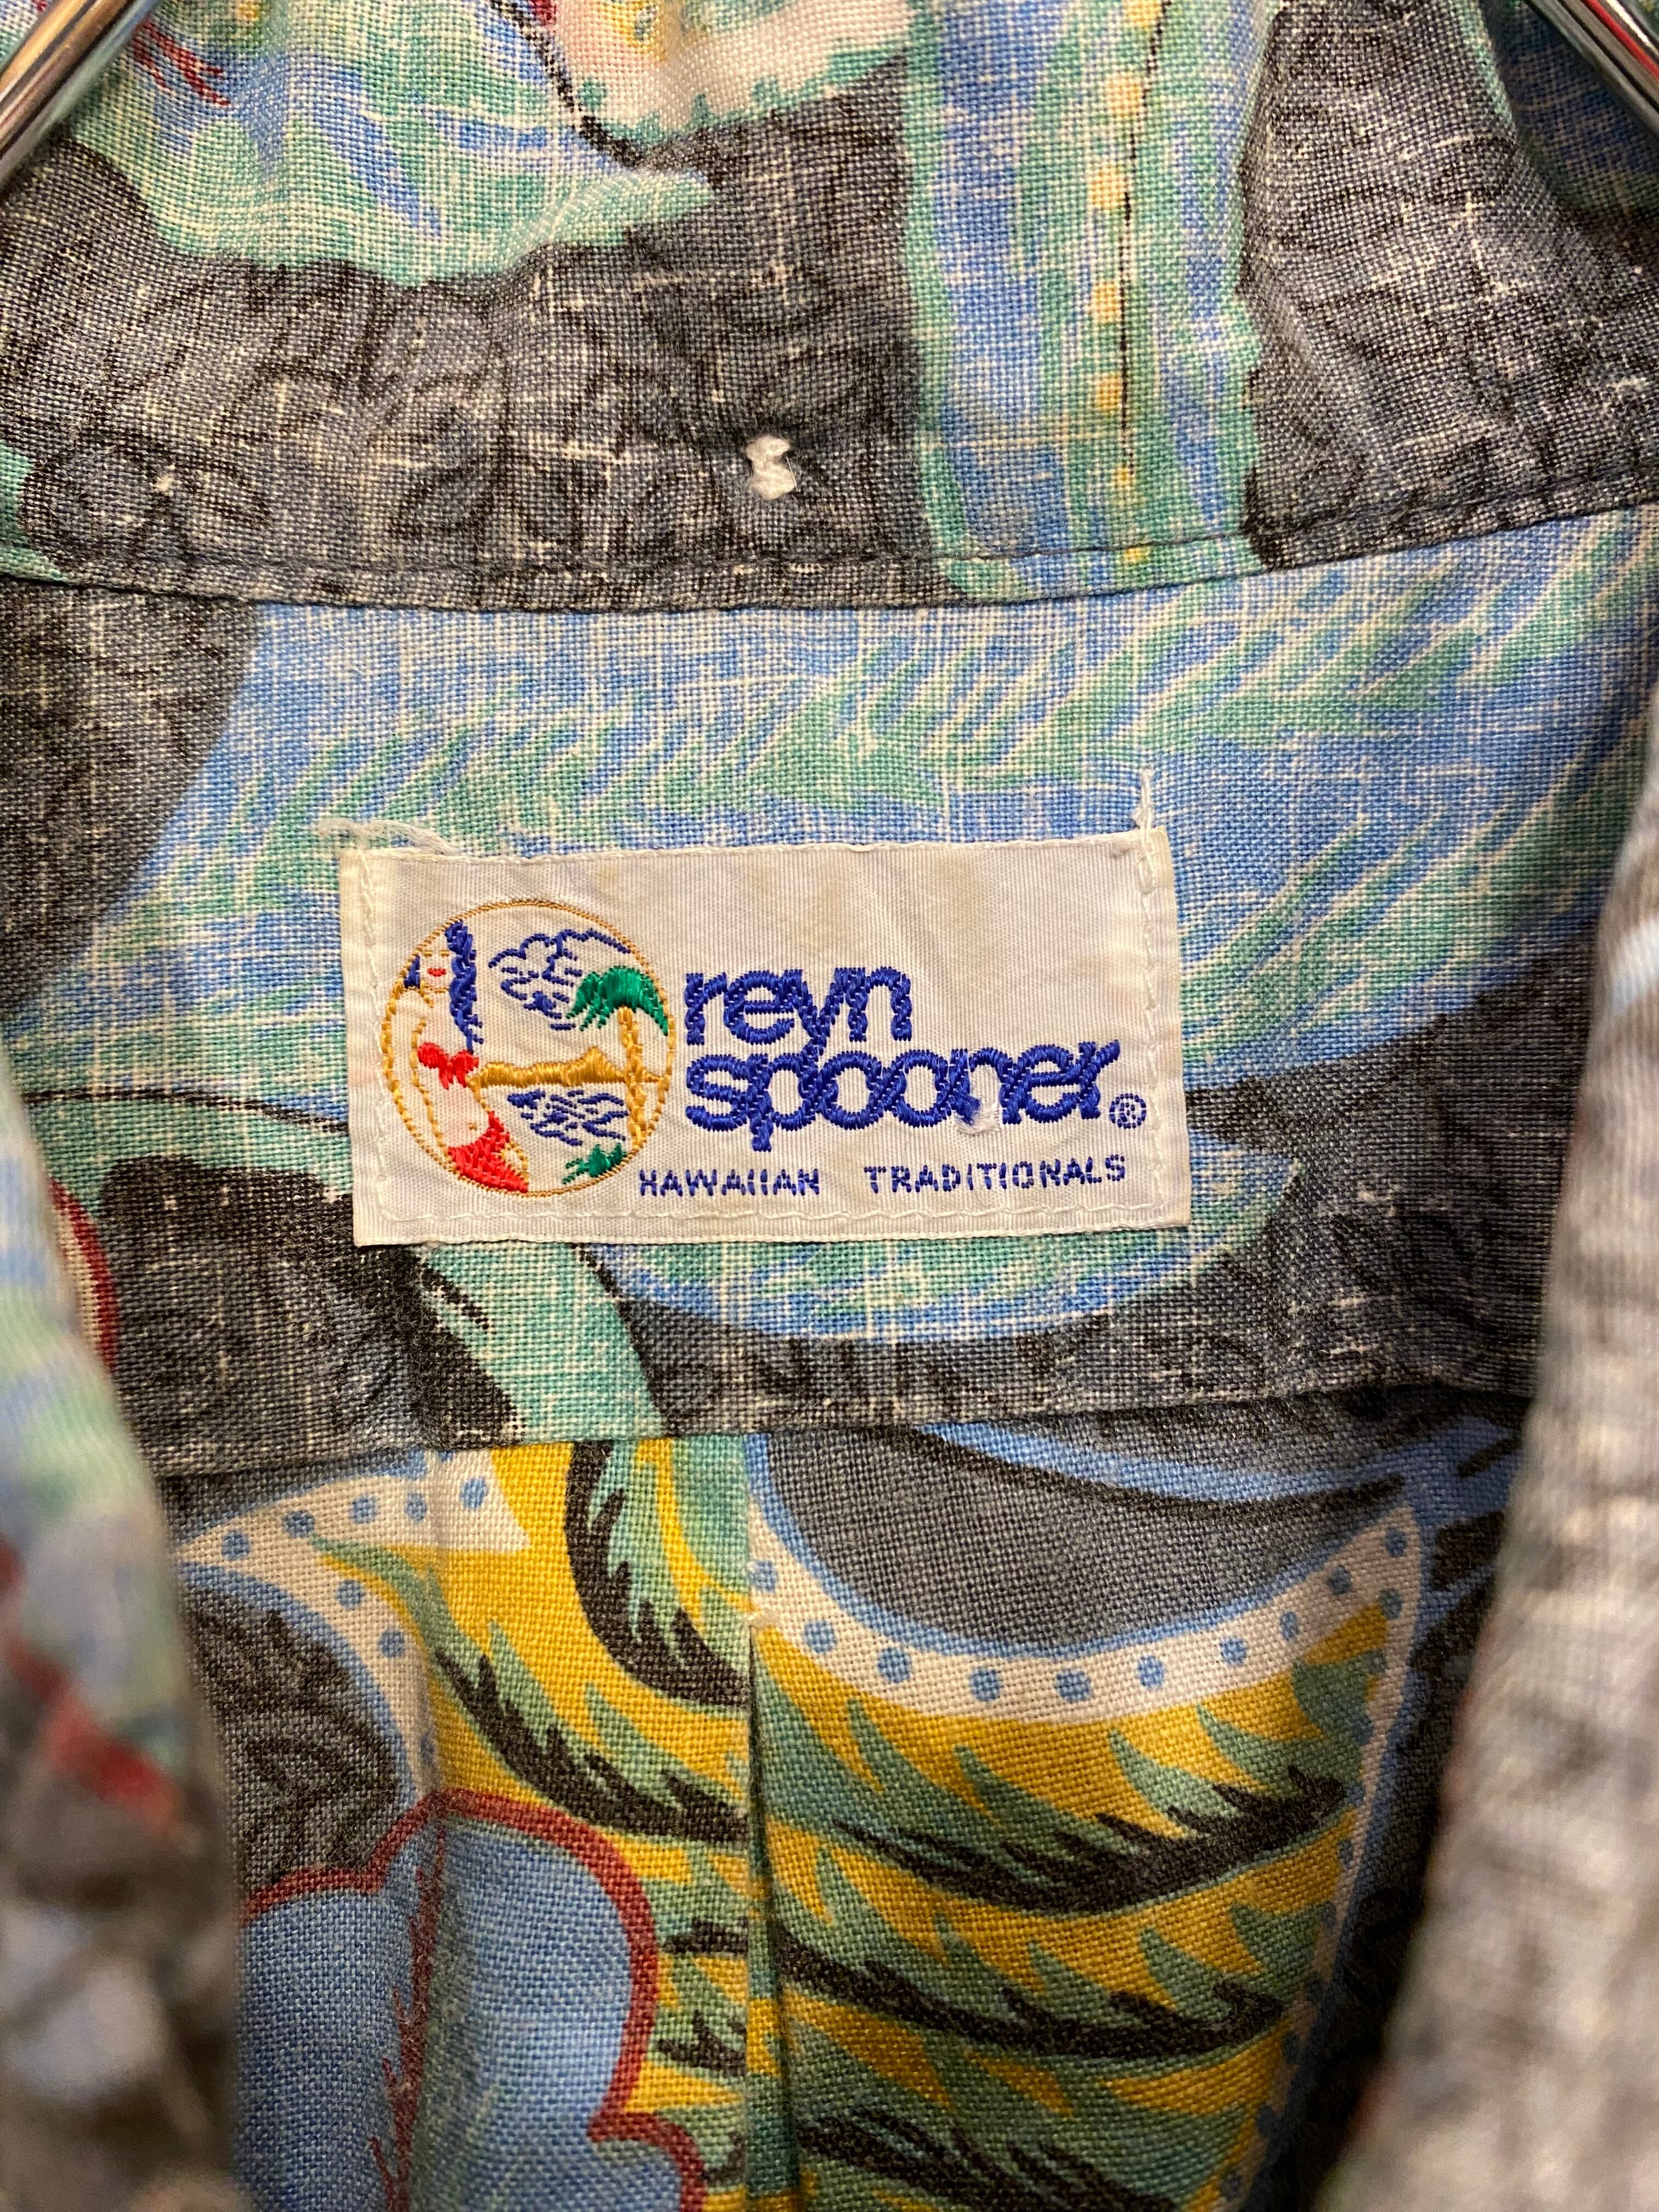 reyn
spooner®
HAWAIIAN TRADITIONALS